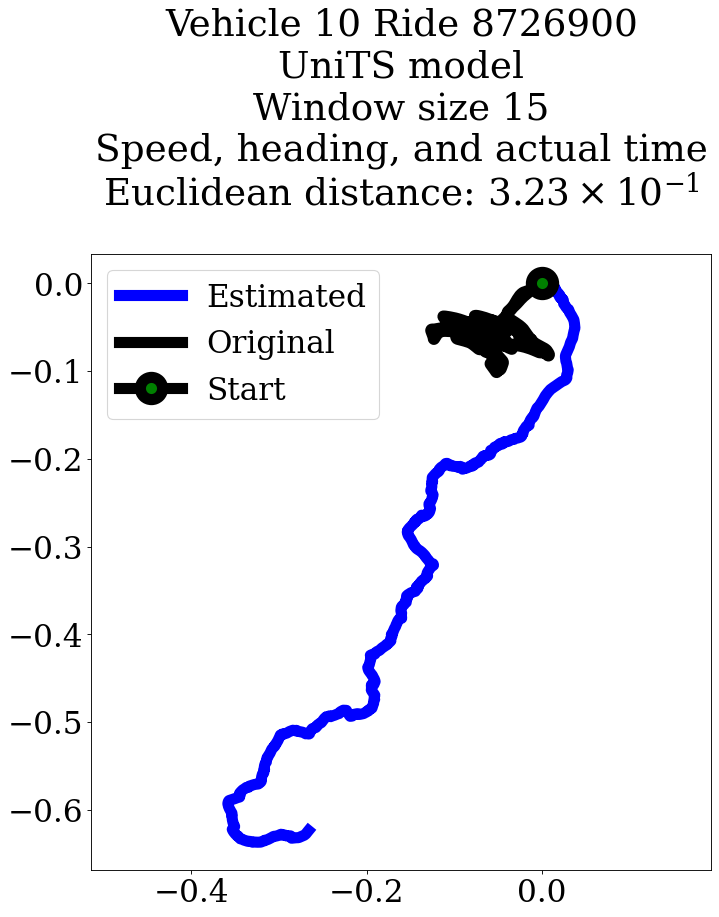 Vehicle 10 Ride 8726900
UniTS model
Window size 15
Speed, heading, and actual time
Euclidean distance: 3.23 × 10⁻¹
Estimated
Original
Start
0.0
−0.1
−0.2
−0.3
−0.4
−0.5
−0.6
−0.4
−0.2
0.0